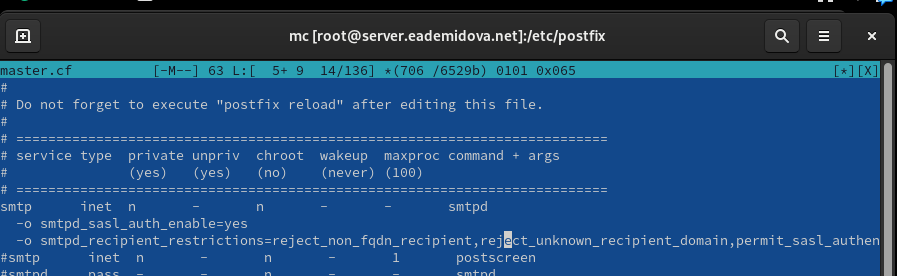 mc [root@server.eademidova.net]:/etc/postfix
master.cf [-M--] 63 L:[ 5+ 9 14/136] *(706 /6529b) 0101 0x065 [*][X]
#
# Do not forget to execute "postfix reload" after editing this file.
#
# ==========================================================================
# service type private unpriv chroot wakeup maxproc command + args
# (yes) (yes) (no) (never) (100)
# ==========================================================================
smtp inet n - n - - smtpd
-o smtpd_sasl_auth_enable=yes
-o smtpd_recipient_restrictions=reject_non_fqdn_recipient,reject_unknown_recipient_domain,permit_sasl_authen
#smtp inet n - n - 1 postscreen
#smtpd pass - - n - - smtpd